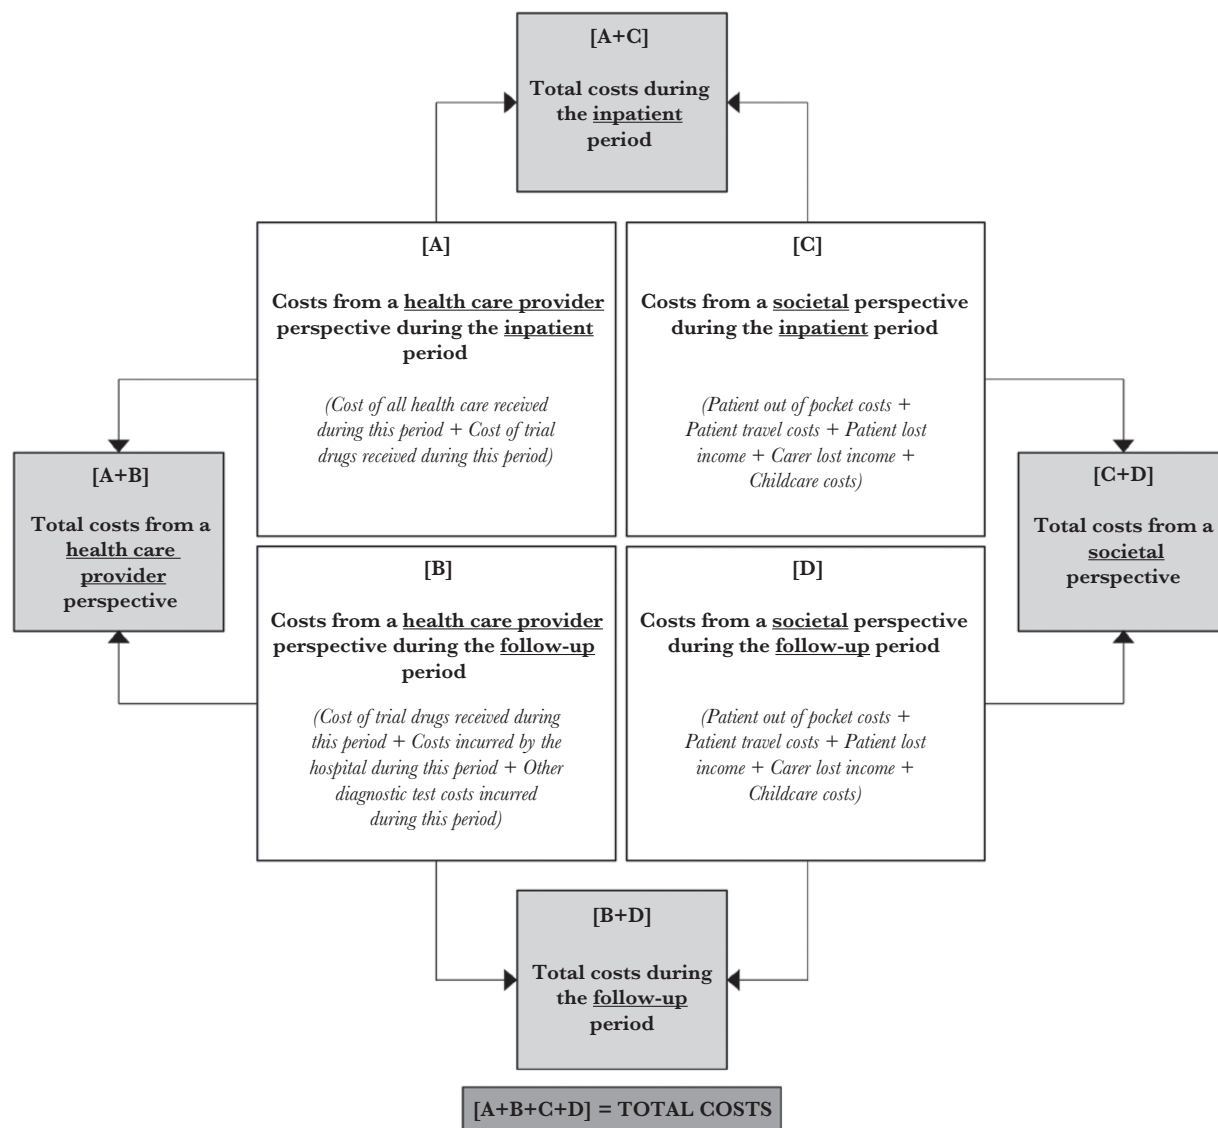 [A+C]
Total costs during
the inpatient
period
[A]
Costs from a health care provider
perspective during the inpatient
period
(Cost of all health care received
during this period + Cost of trial
drugs received during this period)
[C]
Costs from a societal perspective
during the inpatient period
(Patient out of pocket costs +
Patient travel costs + Patient lost
income + Carer lost income +
Childcare costs)
[A+B]
Total costs from a
health care
provider
perspective
[C+D]
Total costs from a
societal
perspective
[B]
Costs from a health care provider
perspective during the follow-up
period
(Cost of trial drugs received during
this period + Costs incurred by the
hospital during this period + Other
diagnostic test costs incurred
during this period)
[D]
Costs from a societal perspective
during the follow-up period
(Patient out of pocket costs +
Patient travel costs + Patient lost
income + Carer lost income +
Childcare costs)
[B+D]
Total costs during
the follow-up
period
[A+B+C+D] = TOTAL COSTS